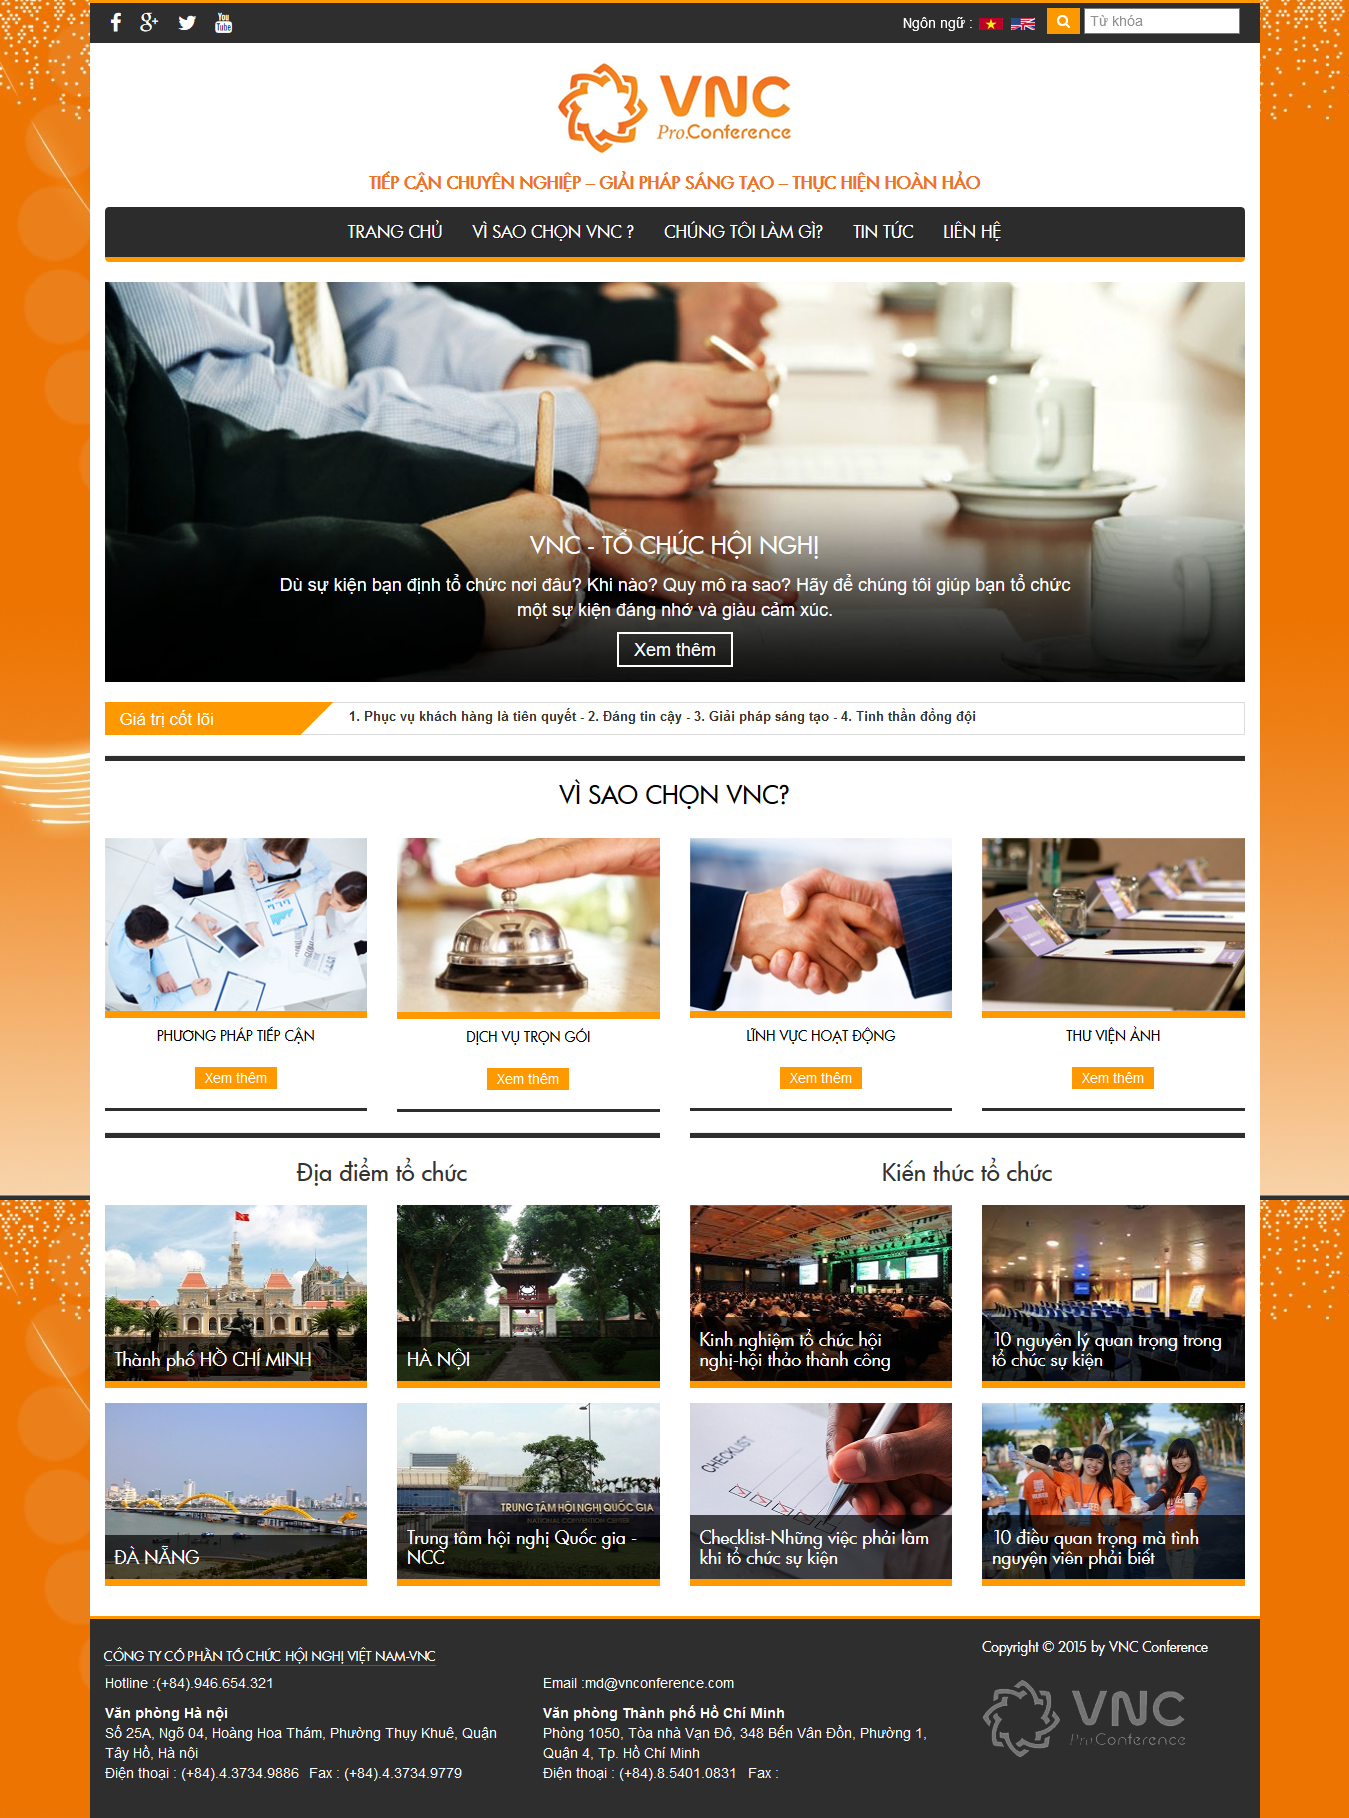 You
Tube
Ngôn ngữ :
Từ khóa
VNC
Pro.Conference
TIẾP CẬN CHUYÊN NGHIỆP – GIẢI PHÁP SÁNG TẠO – THỰC HIỆN HOÀN HẢO
TRANG CHỦ VÌ SAO CHỌN VNC ? CHÚNG TÔI LÀM GÌ? TIN TỨC LIÊN HỆ
VNC - TỔ CHỨC HỘI NGHỊ
Dù sự kiện bạn định tổ chức nơi đâu? Khi nào? Quy mô ra sao? Hãy để chúng tôi giúp bạn tổ chức
một sự kiện đáng nhớ và giàu cảm xúc.
Xem thêm
Giá trị cốt lõi
1. Phục vụ khách hàng là tiên quyết - 2. Đáng tin cậy - 3. Giải pháp sáng tạo - 4. Tinh thần đồng đội
VÌ SAO CHỌN VNC?
PHƯƠNG PHÁP TIẾP CẬN
Xem thêm
DỊCH VỤ TRỌN GÓI
Xem thêm
LĨNH VỰC HOẠT ĐỘNG
Xem thêm
THƯ VIỆN ẢNH
Xem thêm
Địa điểm tổ chức
Thành phố HỒ CHÍ MINH
HÀ NỘI
ĐÀ NẴNG
TRUNG TÂM HỘI NGHỊ QUỐC GIA
NATIONAL CONVENTION CENTER
Trung tâm hội nghị Quốc gia -
NCC
Kiến thức tổ chức
Kinh nghiệm tổ chức hội
nghị-hội thảo thành công
10 nguyên lý quan trọng trong
tổ chức sự kiện
CHECKLIST
Checklist-Những việc phải làm
khi tổ chức sự kiện
10 điều quan trọng mà tình
nguyện viên phải biết
CÔNG TY CỔ PHẦN TỔ CHỨC HỘI NGHỊ VIỆT NAM-VNC
Hotline :(+84).946.654.321
Email :md@vnconference.com
Văn phòng Hà nội
Số 25A, Ngõ 04, Hoàng Hoa Thám, Phường Thụy Khuê, Quận
Tây Hồ, Hà nội
Điện thoại : (+84).4.3734.9886 Fax : (+84).4.3734.9779
Văn phòng Thành phố Hồ Chí Minh
Phòng 1050, Tòa nhà Vạn Đô, 348 Bến Vân Đồn, Phường 1,
Quận 4, Tp. Hồ Chí Minh
Điện thoại : (+84).8.5401.0831 Fax :
Copyright © 2015 by VNC Conference
VNC
Pro.Conference